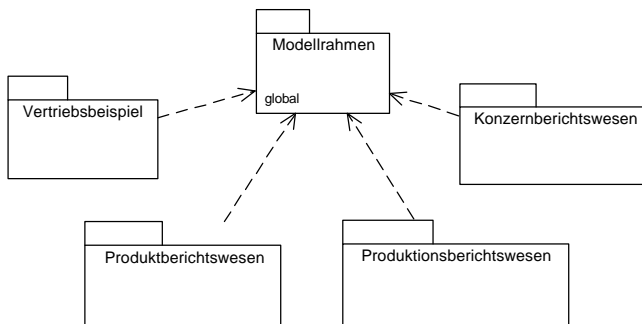 Modellrahmen
global
Vertriebsbeispiel
Konzernberichtswesen
Produktberichtswesen
Produktionsberichtswesen